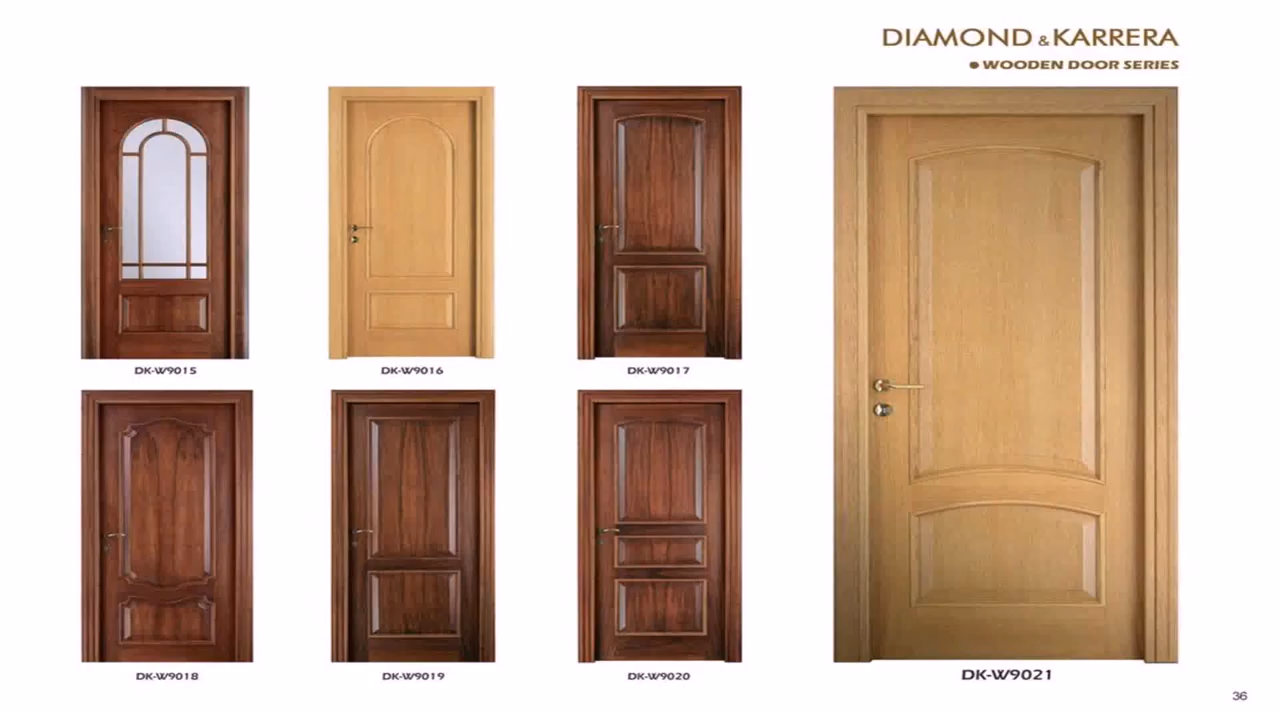 DIAMOND & KARRERA
● WOODEN DOOR SERIES
DK-W9015
DK-W9016
DK-W9017
DK-W9018
DK-W9019
DK-W9020
DK-W9021
36